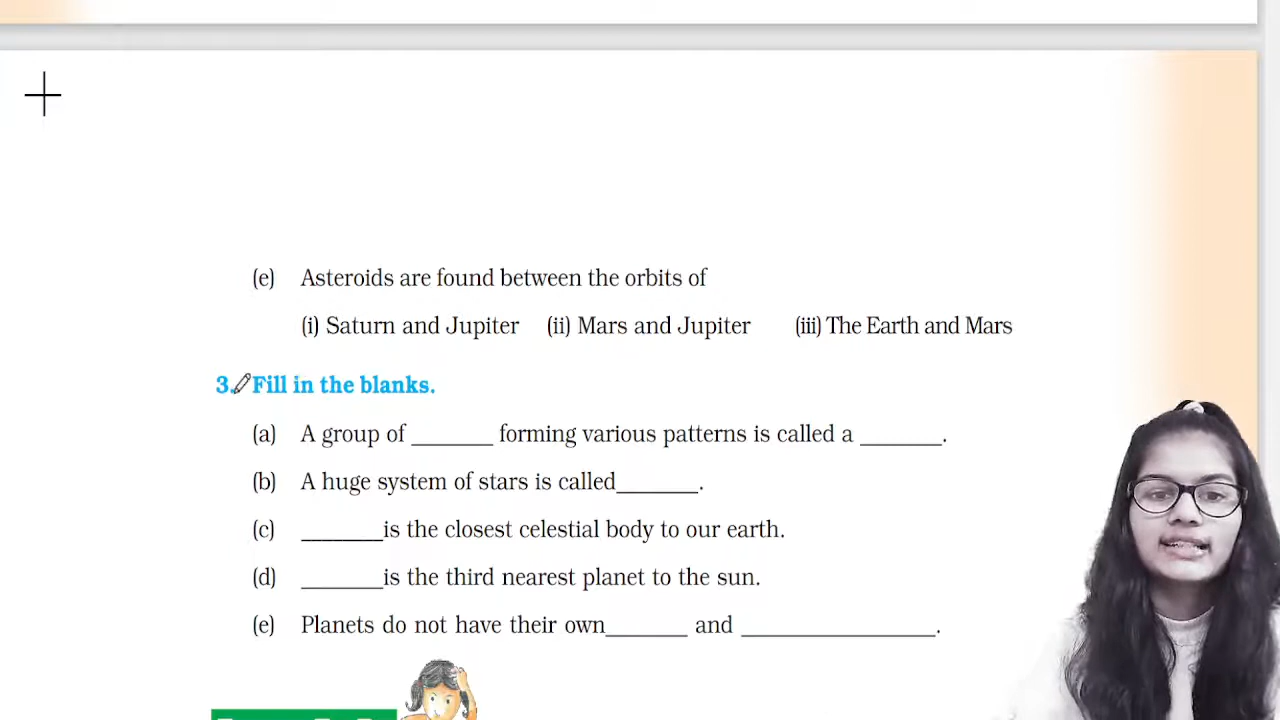 (e) Asteroids are found between the orbits of
(i) Saturn and Jupiter (ii) Mars and Jupiter (iii) The Earth and Mars
3. Fill in the blanks.
(a) A group of _______ forming various patterns is called a _______.
(b) A huge system of stars is called_______.
(c) _______is the closest celestial body to our earth.
(d) _______is the third nearest planet to the sun.
(e) Planets do not have their own_______ and _________________.